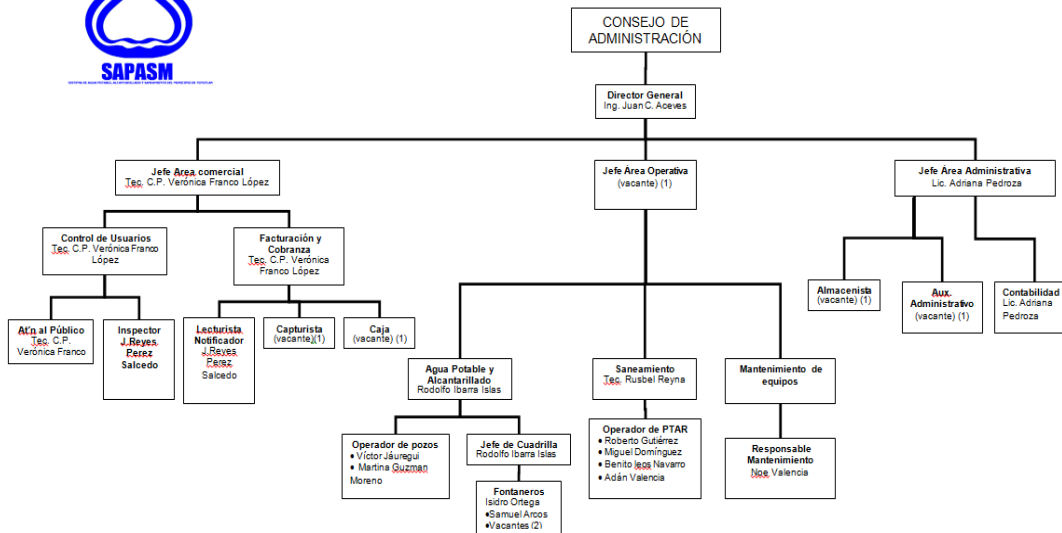 CONSEJO DE
ADMINISTRACIÓN
SAPASM
Director General
Ing. Juan C. Aceves
Jefe Area comercial
Tec. C.P. Verónica Franco López
Jefe Área Operativa
(vacante) (1)
Jefe Área Administrativa
Lic. Adriana Pedroza
Control de Usuarios
Tec. C.P. Verónica Franco
López
Facturación y
Cobranza
Tec. C.P. Verónica
Franco López
Almacenista
(vacante) (1)
Aux.
Administrativo
(vacante) (1)
Contabilidad
Lic. Adriana
Pedroza
At'n al Público
Tec. C.P.
Verónica Franco
Inspector
J.Reyes
Perez
Salcedo
Lecturista
Notificador
J.Reyes
Perez
Salcedo
Capturista
(vacante)(1)
Caja
(vacante) (1)
Agua Potable y
Alcantarillado
Rodolfo Ibarra Islas
Saneamiento
Tec. Rusbel Reyna
Mantenimiento de
equipos
Operador de pozos
• Víctor Jáuregui
• Martina Guzman
Moreno
Jefe de Cuadrilla
Rodolfo Ibarra Islas
Operador de PTAR
• Roberto Gutiérrez
• Miguel Domínguez
• Benito leos Navarro
• Adán Valencia
Responsable
Mantenimiento
Noe Valencia
Fontaneros
Isidro Ortega
•Samuel Arcos
•Vacantes (2)